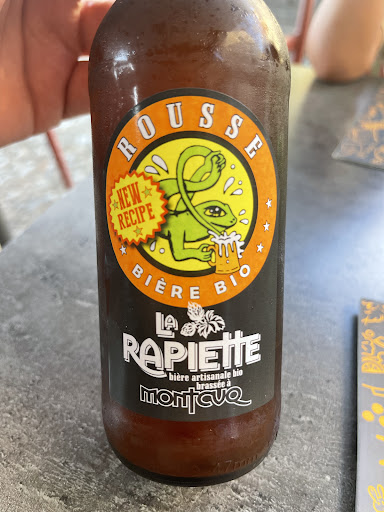 ROUSSE
NEW
RECIPE
BIÈRE BIO
LA
RAPIETTE
bière artisanale bio
brassée à
MONTCUQ